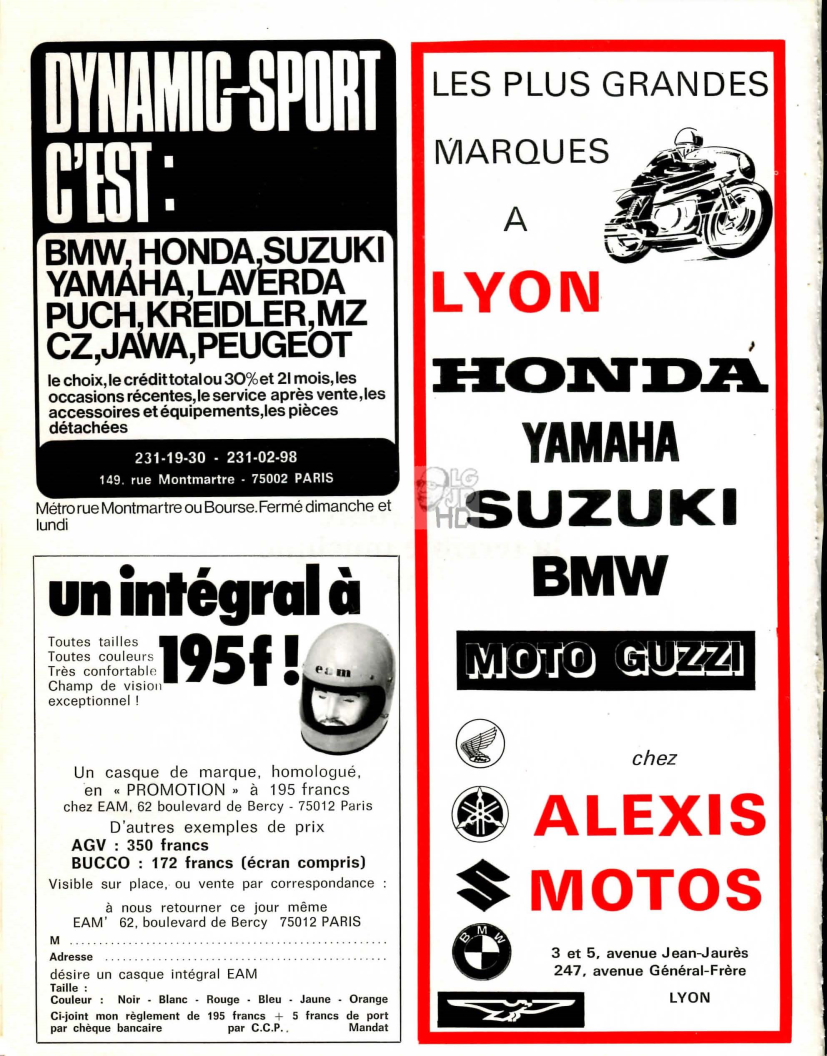 DYNAMIC-SPORT
C'EST :
BMW, HONDA, SUZUKI
YAMAHA, LAVERDA
PUCH, KREIDLER, MZ
CZ, JAWA, PEUGEOT
le choix, le crédit total ou 30% et 21 mois, les
occasions récentes, le service après vente, les
accessoires et équipements, les pièces
détachées
231-19-30 - 231-02-98
149, rue Montmartre - 75002 PARIS
Métro rue Montmartre ou Bourse. Fermé dimanche et
lundi
un intégral à
195f !
Toutes tailles
Toutes couleurs
Très confortable
Champ de vision
exceptionnel !
eam
Un casque de marque, homologué,
en « PROMOTION » à 195 francs
chez EAM, 62 boulevard de Bercy - 75012 Paris
D'autres exemples de prix
AGV : 350 francs
BUCCO : 172 francs (écran compris)
Visible sur place, ou vente par correspondance :
à nous retourner ce jour même
EAM' 62, boulevard de Bercy 75012 PARIS
M ................................................
Adresse ..........................................
désire un casque intégral EAM
Taille :
Couleur : Noir - Blanc - Rouge - Bleu - Jaune - Orange
Ci-joint mon règlement de 195 francs + 5 francs de port
par chèque bancaire par C.C.P. Mandat
LES PLUS GRANDES
MARQUES
A
LYON
HONDA
YAMAHA
LG
JP
HD
SUZUKI
BMW
MOTO GUZZI
chez
ALEXIS
MOTOS
BMW
3 et 5, avenue Jean-Jaurès
247, avenue Général-Frère
LYON